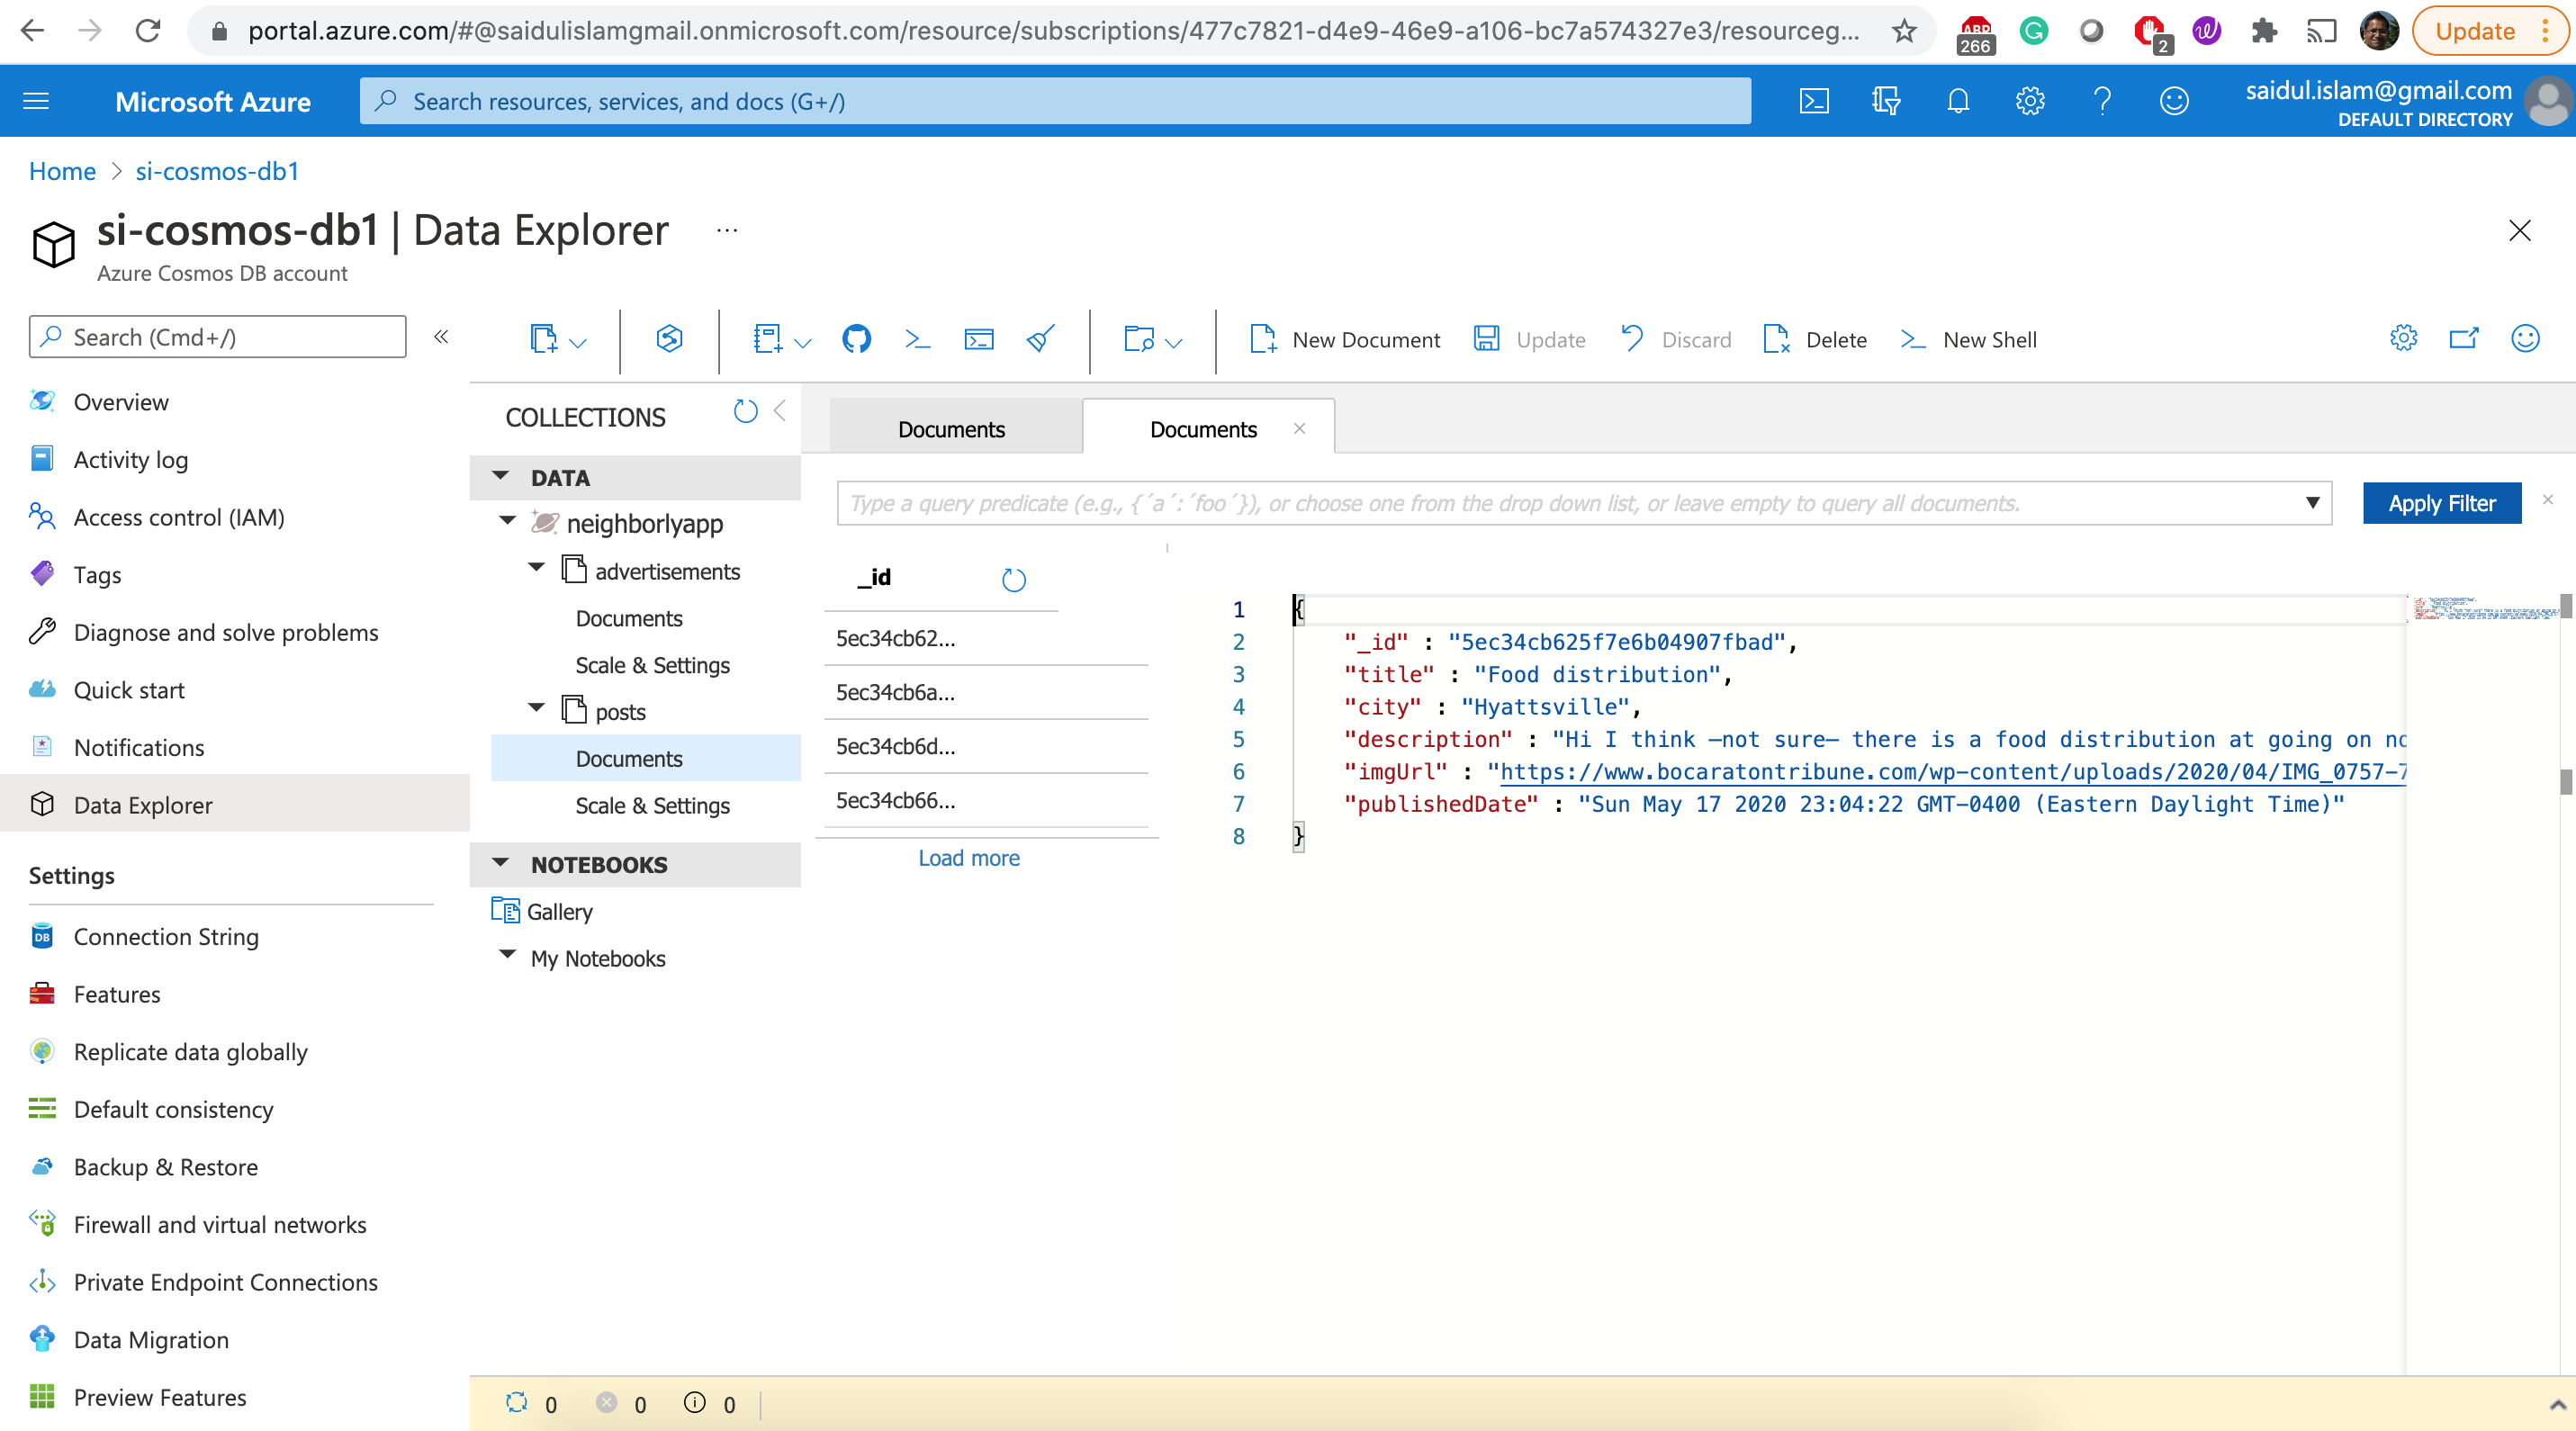 portal.azure.com/#@saidulislamgmail.onmicrosoft.com/resource/subscriptions/477c7821-d4e9-46e9-a106-bc7a574327e3/resourceg...
ABP
266
2
Update
Microsoft Azure
Search resources, services, and docs (G+/)
saidul.islam@gmail.com
DEFAULT DIRECTORY
Home > si-cosmos-db1
si-cosmos-db1 | Data Explorer ...
Azure Cosmos DB account
Search (Cmd+/)
«
New Document
Update
Discard
Delete
New Shell
Overview
Activity log
Access control (IAM)
Tags
Diagnose and solve problems
Quick start
Notifications
Data Explorer
Settings
Connection String
Features
Replicate data globally
Default consistency
Backup & Restore
Firewall and virtual networks
Private Endpoint Connections
Data Migration
Preview Features
COLLECTIONS
DATA
neighborlyapp
advertisements
Documents
Scale & Settings
posts
Documents
Scale & Settings
NOTEBOOKS
Gallery
My Notebooks
Documents
Documents
Type a query predicate (e.g., {´a´:´foo´}), or choose one from the drop down list, or leave empty to query all documents.
Apply Filter
_id
5ec34cb62...
5ec34cb6a...
5ec34cb6d...
5ec34cb66...
Load more
1 {
2 "_id" : "5ec34cb625f7e6b04907fbad",
3 "title" : "Food distribution",
4 "city" : "Hyattsville",
5 "description" : "Hi I think —not sure— there is a food distribution at going on no
6 "imgUrl" : "https://www.bocaratontribune.com/wp-content/uploads/2020/04/IMG_0757-7
7 "publishedDate" : "Sun May 17 2020 23:04:22 GMT-0400 (Eastern Daylight Time)"
8 }
0 0 0